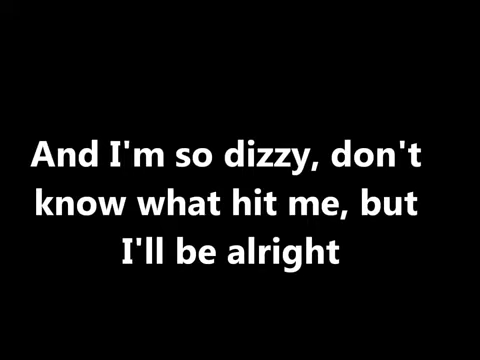 And I'm so dizzy, don't
know what hit me, but
I'll be alright